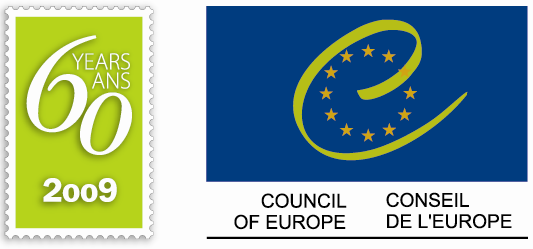 60 YEARS
ANS
2009
COUNCIL
OF EUROPE
CONSEIL
DE L'EUROPE